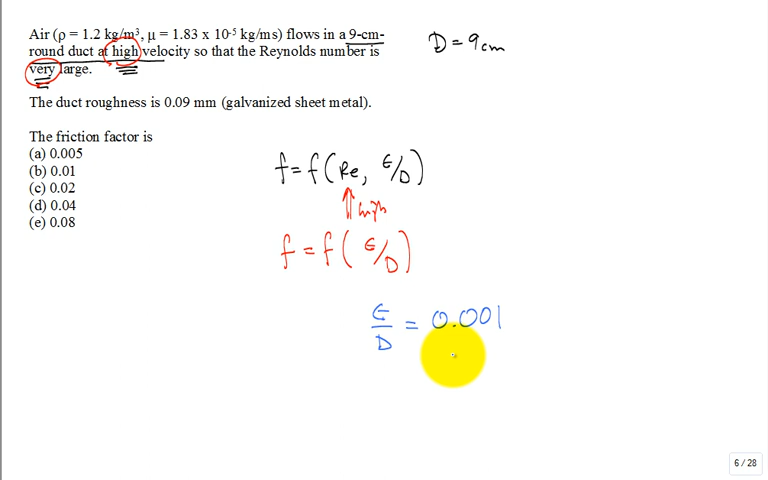 Air (ρ = 1.2 kg/m³, μ = 1.83 x 10⁻⁵ kg/ms) flows in a 9-cm-
round duct at high velocity so that the Reynolds number is
very large.
D = 9cm
The duct roughness is 0.09 mm (galvanized sheet metal).
The friction factor is
(a) 0.005
(b) 0.01
(c) 0.02
(d) 0.04
(e) 0.08
f = f(Re, ϵ/D)
high
f = f(ϵ/D)
ϵ/D = 0.001
6 / 28